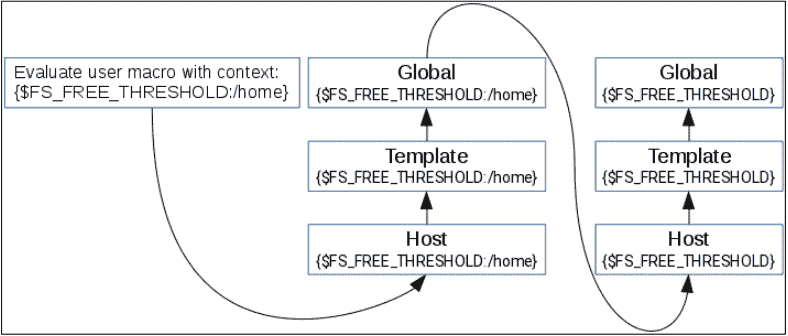 Evaluate user macro with context:
{$FS_FREE_THRESHOLD:/home}
Global
{$FS_FREE_THRESHOLD:/home}
Template
{$FS_FREE_THRESHOLD:/home}
Host
{$FS_FREE_THRESHOLD:/home}
Global
{$FS_FREE_THRESHOLD}
Template
{$FS_FREE_THRESHOLD}
Host
{$FS_FREE_THRESHOLD}